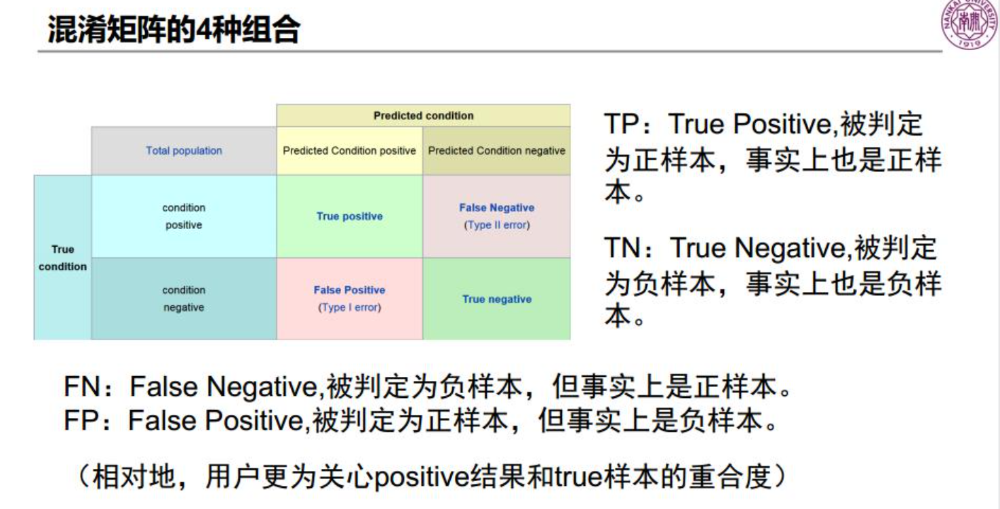 混淆矩阵的4种组合
NANKAI UNIVERSITY
南開
1919
Predicted condition
Total population
Predicted Condition positive
Predicted Condition negative
True
condition
condition
positive
True positive
False Negative
(Type II error)
condition
negative
False Positive
(Type I error)
True negative
TP：True Positive,被判定
为正样本，事实上也是正样
本。
TN：True Negative,被判定
为负样本，事实上也是负样
本。
FN：False Negative,被判定为负样本，但事实上是正样本。
FP：False Positive,被判定为正样本，但事实上是负样本。
（相对地，用户更为关心positive结果和true样本的重合度）